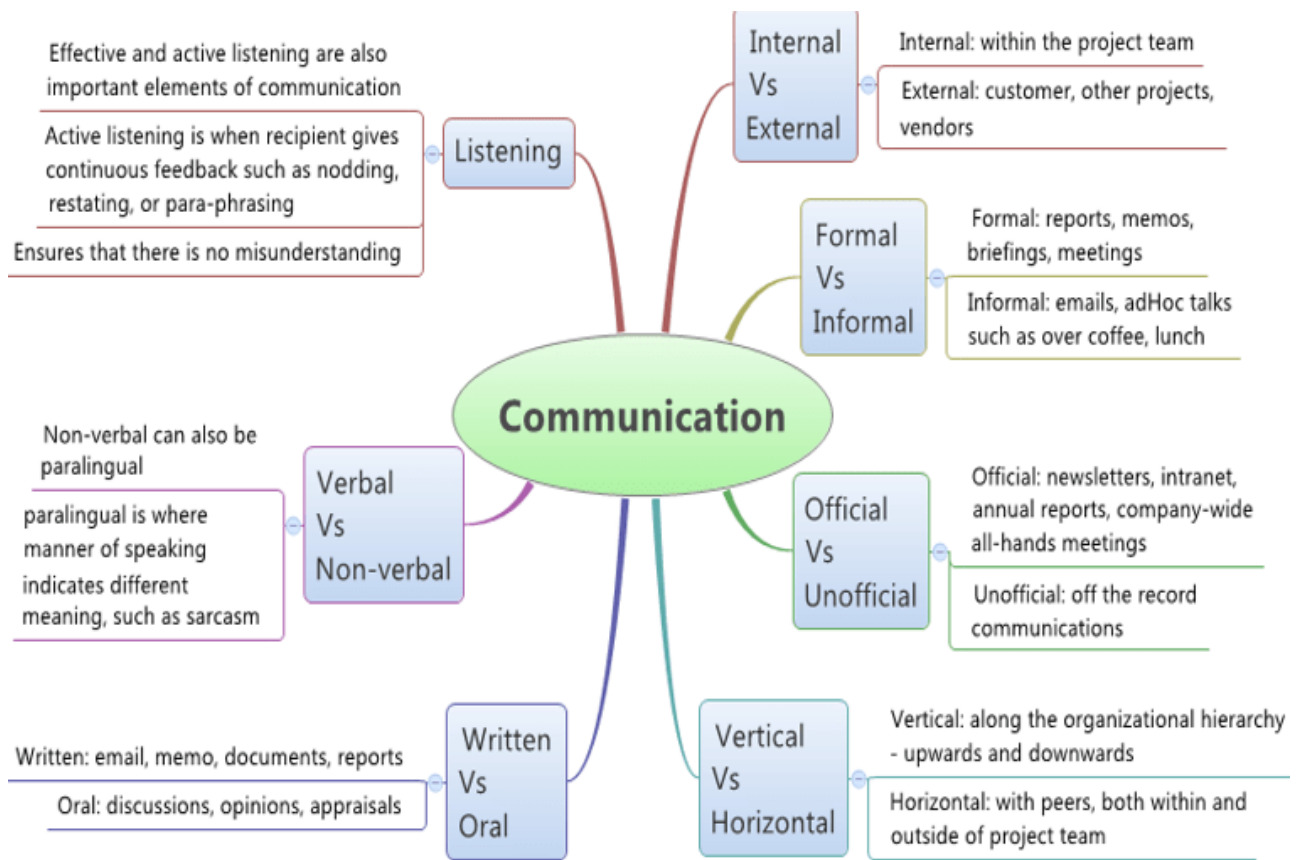 Communication
Internal
Vs
External
Internal: within the project team
External: customer, other projects,
vendors
Formal
Vs
Informal
Formal: reports, memos,
briefings, meetings
Informal: emails, adHoc talks
such as over coffee, lunch
Official
Vs
Unofficial
Official: newsletters, intranet,
annual reports, company-wide
all-hands meetings
Unofficial: off the record
communications
Vertical
Vs
Horizontal
Vertical: along the organizational hierarchy
- upwards and downwards
Horizontal: with peers, both within and
outside of project team
Written
Vs
Oral
Written: email, memo, documents, reports
Oral: discussions, opinions, appraisals
Verbal
Vs
Non-verbal
Non-verbal can also be
paralingual
paralingual is where
manner of speaking
indicates different
meaning, such as sarcasm
Listening
Effective and active listening are also
important elements of communication
Active listening is when recipient gives
continuous feedback such as nodding,
restating, or para-phrasing
Ensures that there is no misunderstanding